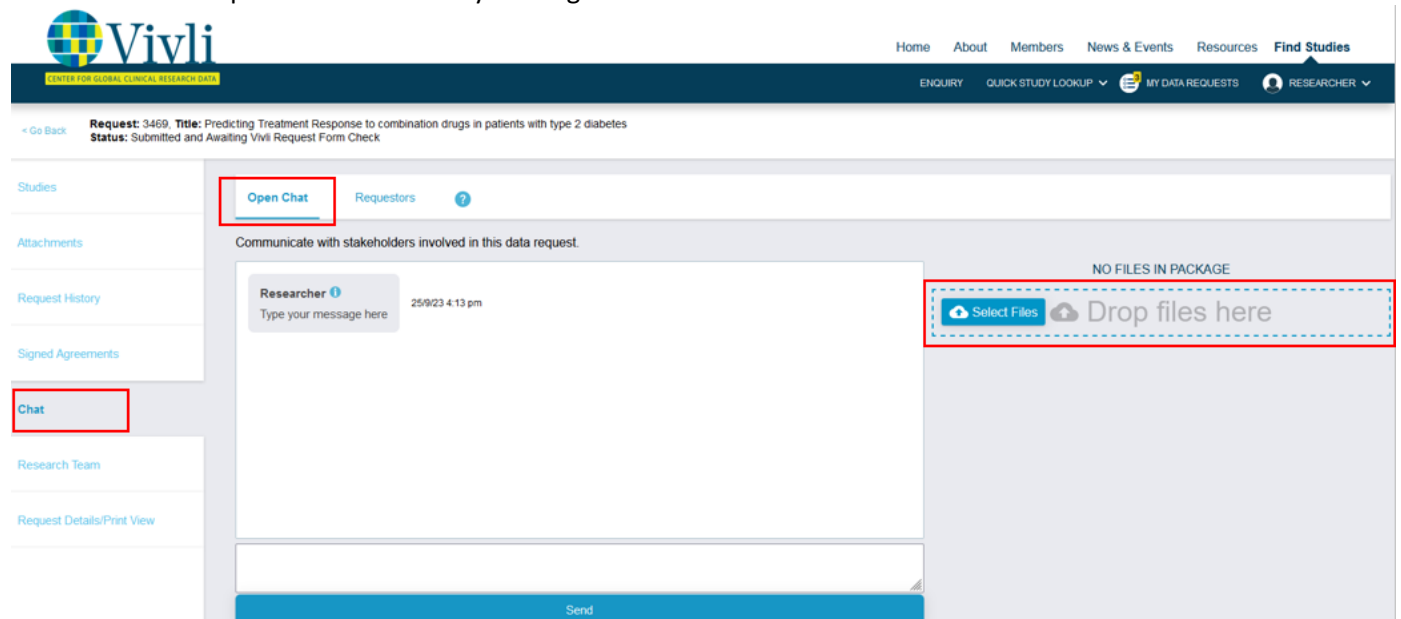 Vivli
CENTER FOR GLOBAL CLINICAL RESEARCH DATA
Home About Members News & Events Resources Find Studies
ENQUIRY QUICK STUDY LOOKUP 3 MY DATA REQUESTS RESEARCHER
< Go Back Request: 3469, Title: Predicting Treatment Response to combination drugs in patients with type 2 diabetes
Status: Submitted and Awaiting Vivli Request Form Check
Studies
Attachments
Request History
Signed Agreements
Chat
Research Team
Request Details/Print View
Open Chat Requestors ?
Communicate with stakeholders involved in this data request.
Researcher
Type your message here
25/9/23 4:13 pm
NO FILES IN PACKAGE
Select Files Drop files here
Send